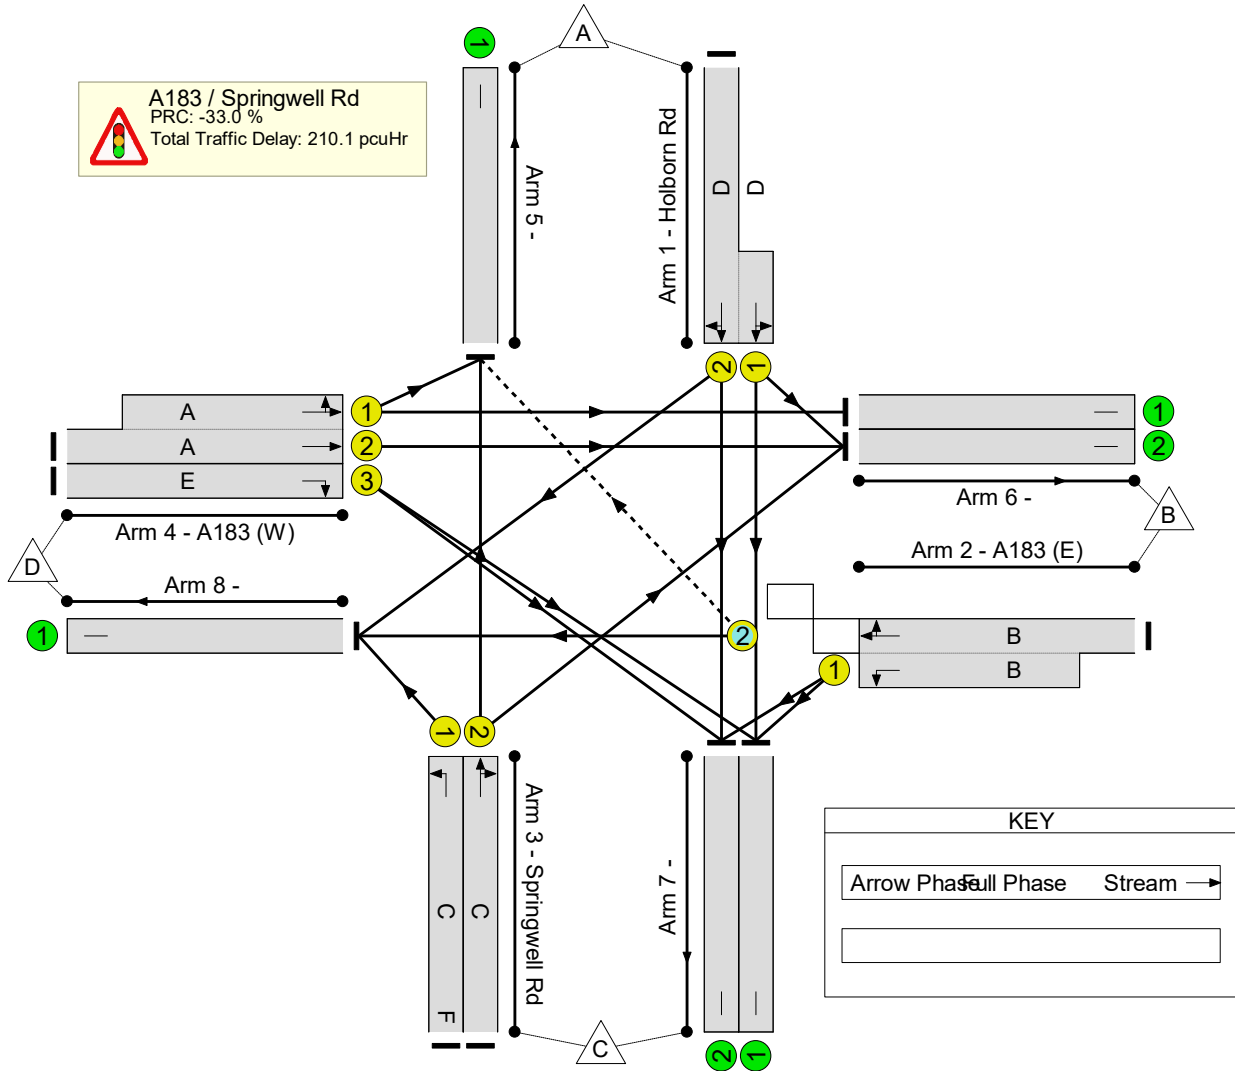 1
A
A183 / Springwell Rd
PRC: -33.0 %
Total Traffic Delay: 210.1 pcuHr
Arm 5 -
Arm 1 - Holborn Rd
D
D
2
1
A
1
1
A
2
2
E
3
Arm 6 -
Arm 4 - A183 (W)
B
D
Arm 2 - A183 (E)
Arm 8 -
1
2
B
1
B
1
2
C
C
F
Arm 3 - Springwell Rd
Arm 7 -
KEY
Arrow Phase
Full Phase
Stream
C
2
1